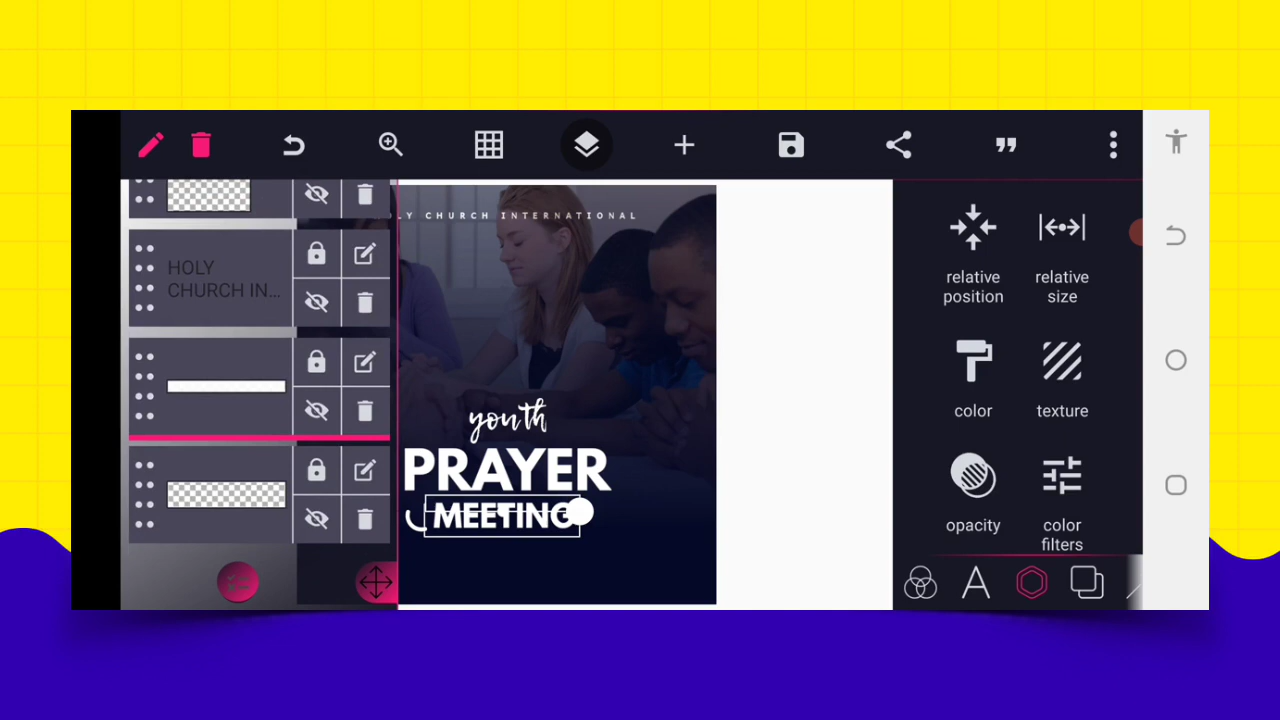 LY CHURCH INTERNATIONAL
HOLY
CHURCH IN...
youth
PRAYER
MEETING
relative
position
relative
size
color
texture
opacity
color
filters